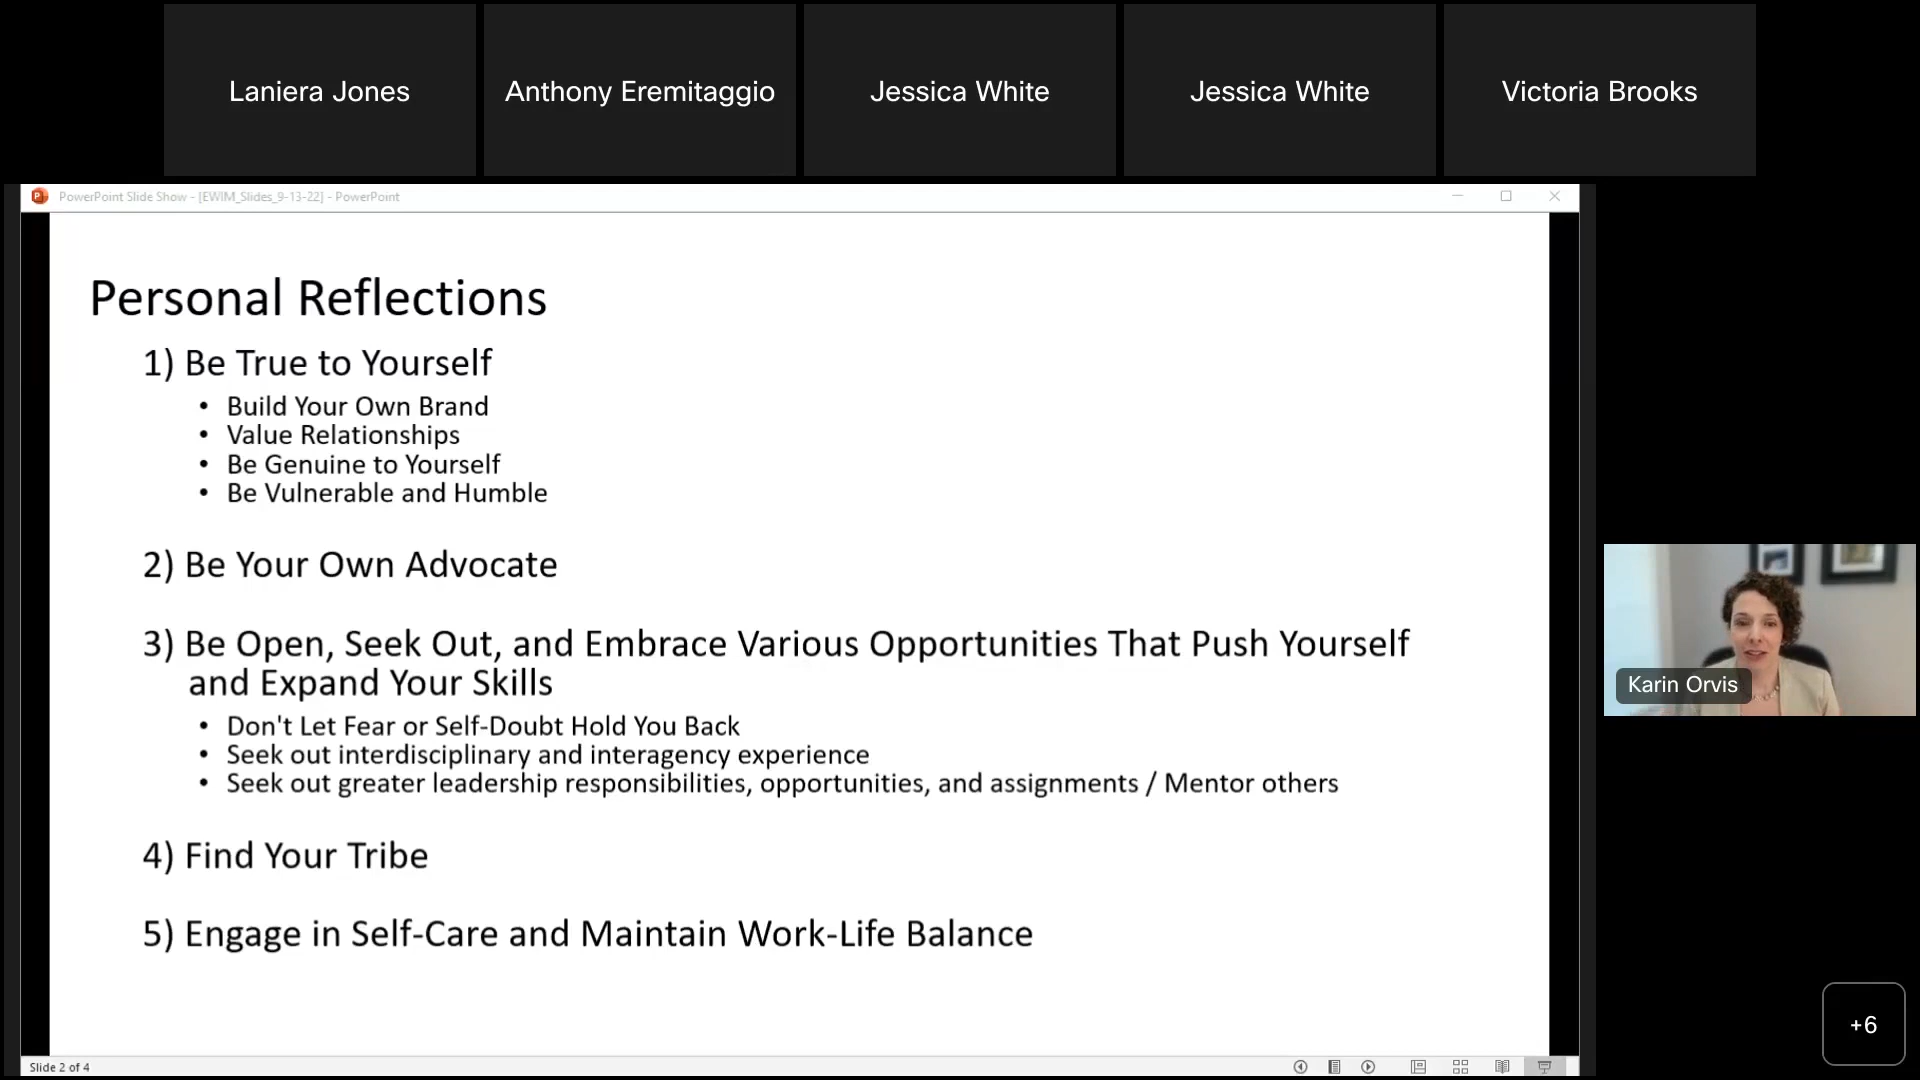 Laniera Jones
Anthony Eremitaggio
Jessica White
Jessica White
Victoria Brooks
PowerPoint Slide Show - [EWIM_Slides_9-13-22] - PowerPoint
Personal Reflections
1) Be True to Yourself
• Build Your Own Brand
• Value Relationships
• Be Genuine to Yourself
• Be Vulnerable and Humble
2) Be Your Own Advocate
3) Be Open, Seek Out, and Embrace Various Opportunities That Push Yourself
and Expand Your Skills
• Don't Let Fear or Self-Doubt Hold You Back
• Seek out interdisciplinary and interagency experience
• Seek out greater leadership responsibilities, opportunities, and assignments / Mentor others
4) Find Your Tribe
5) Engage in Self-Care and Maintain Work-Life Balance
Karin Orvis
+6
Slide 2 of 4